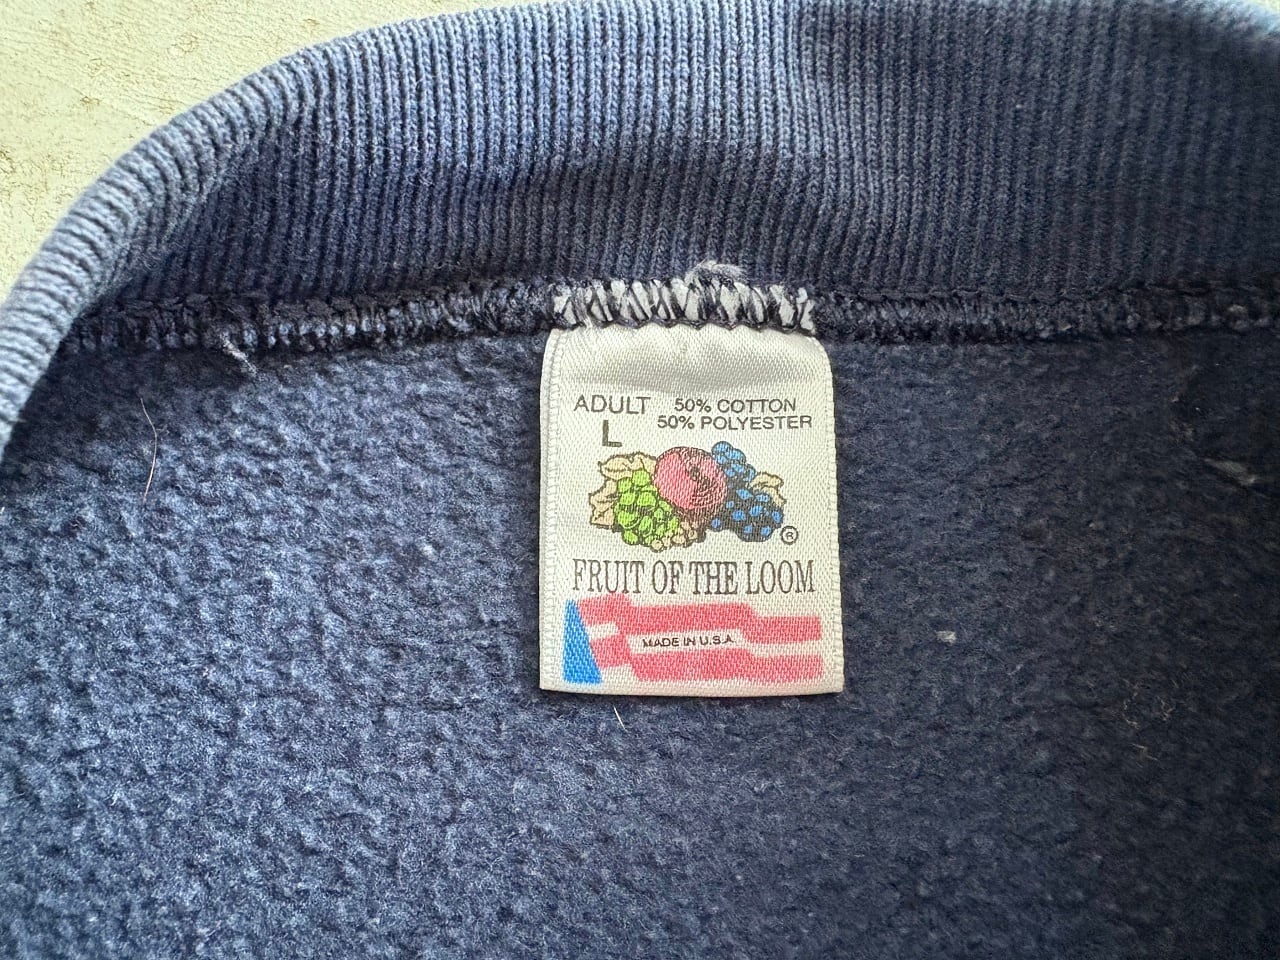 ADULT 50% COTTON
L 50% POLYESTER
®
FRUIT OF THE LOOM
MADE IN U.S.A.